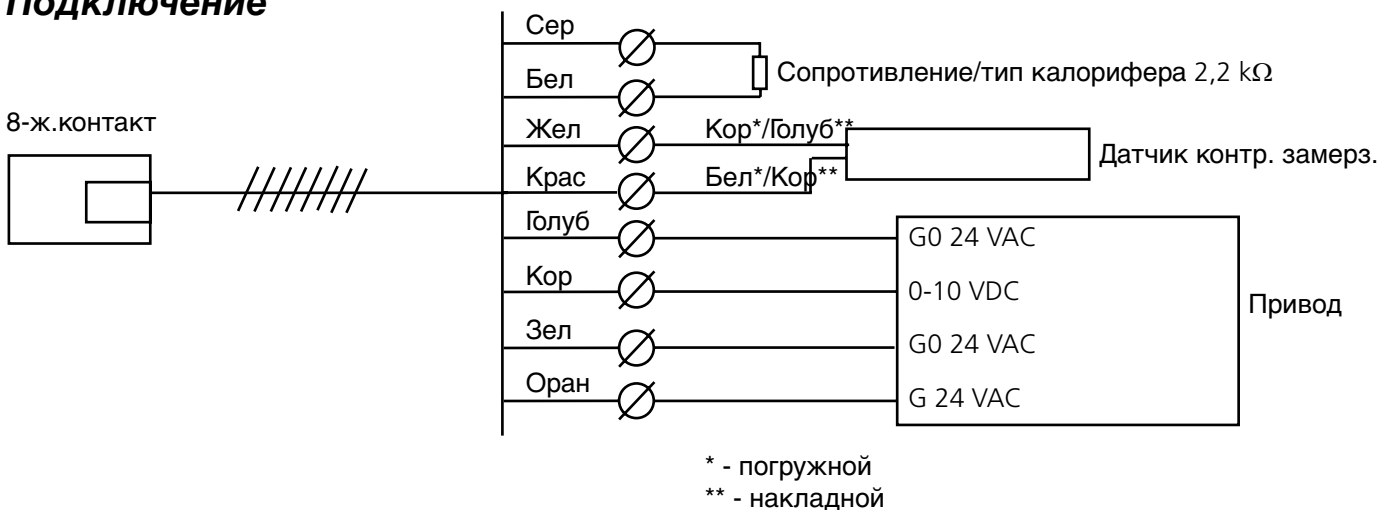 Подключение
Сер
Сопротивление/тип калорифера 2,2 kΩ
Бел
8-ж.контакт
Жел
Кор*/Голуб**
Датчик контр. замерз.
Крас
Бел*/Кор**
Голуб
G0 24 VAC
Кор
0-10 VDC
Привод
Зел
G0 24 VAC
Оран
G 24 VAC
* - погружной
** - накладной